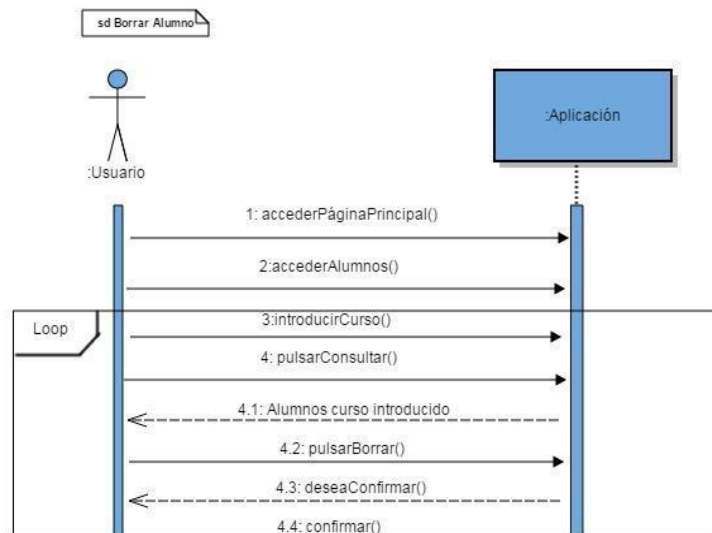 sd Borrar Alumno
:Usuario
:Aplicación
1: accederPáginaPrincipal()
2:accederAlumnos()
Loop
3:introducirCurso()
4: pulsarConsultar()
4.1: Alumnos curso introducido
4.2: pulsarBorrar()
4.3: deseaConfirmar()
4.4: confirmar()